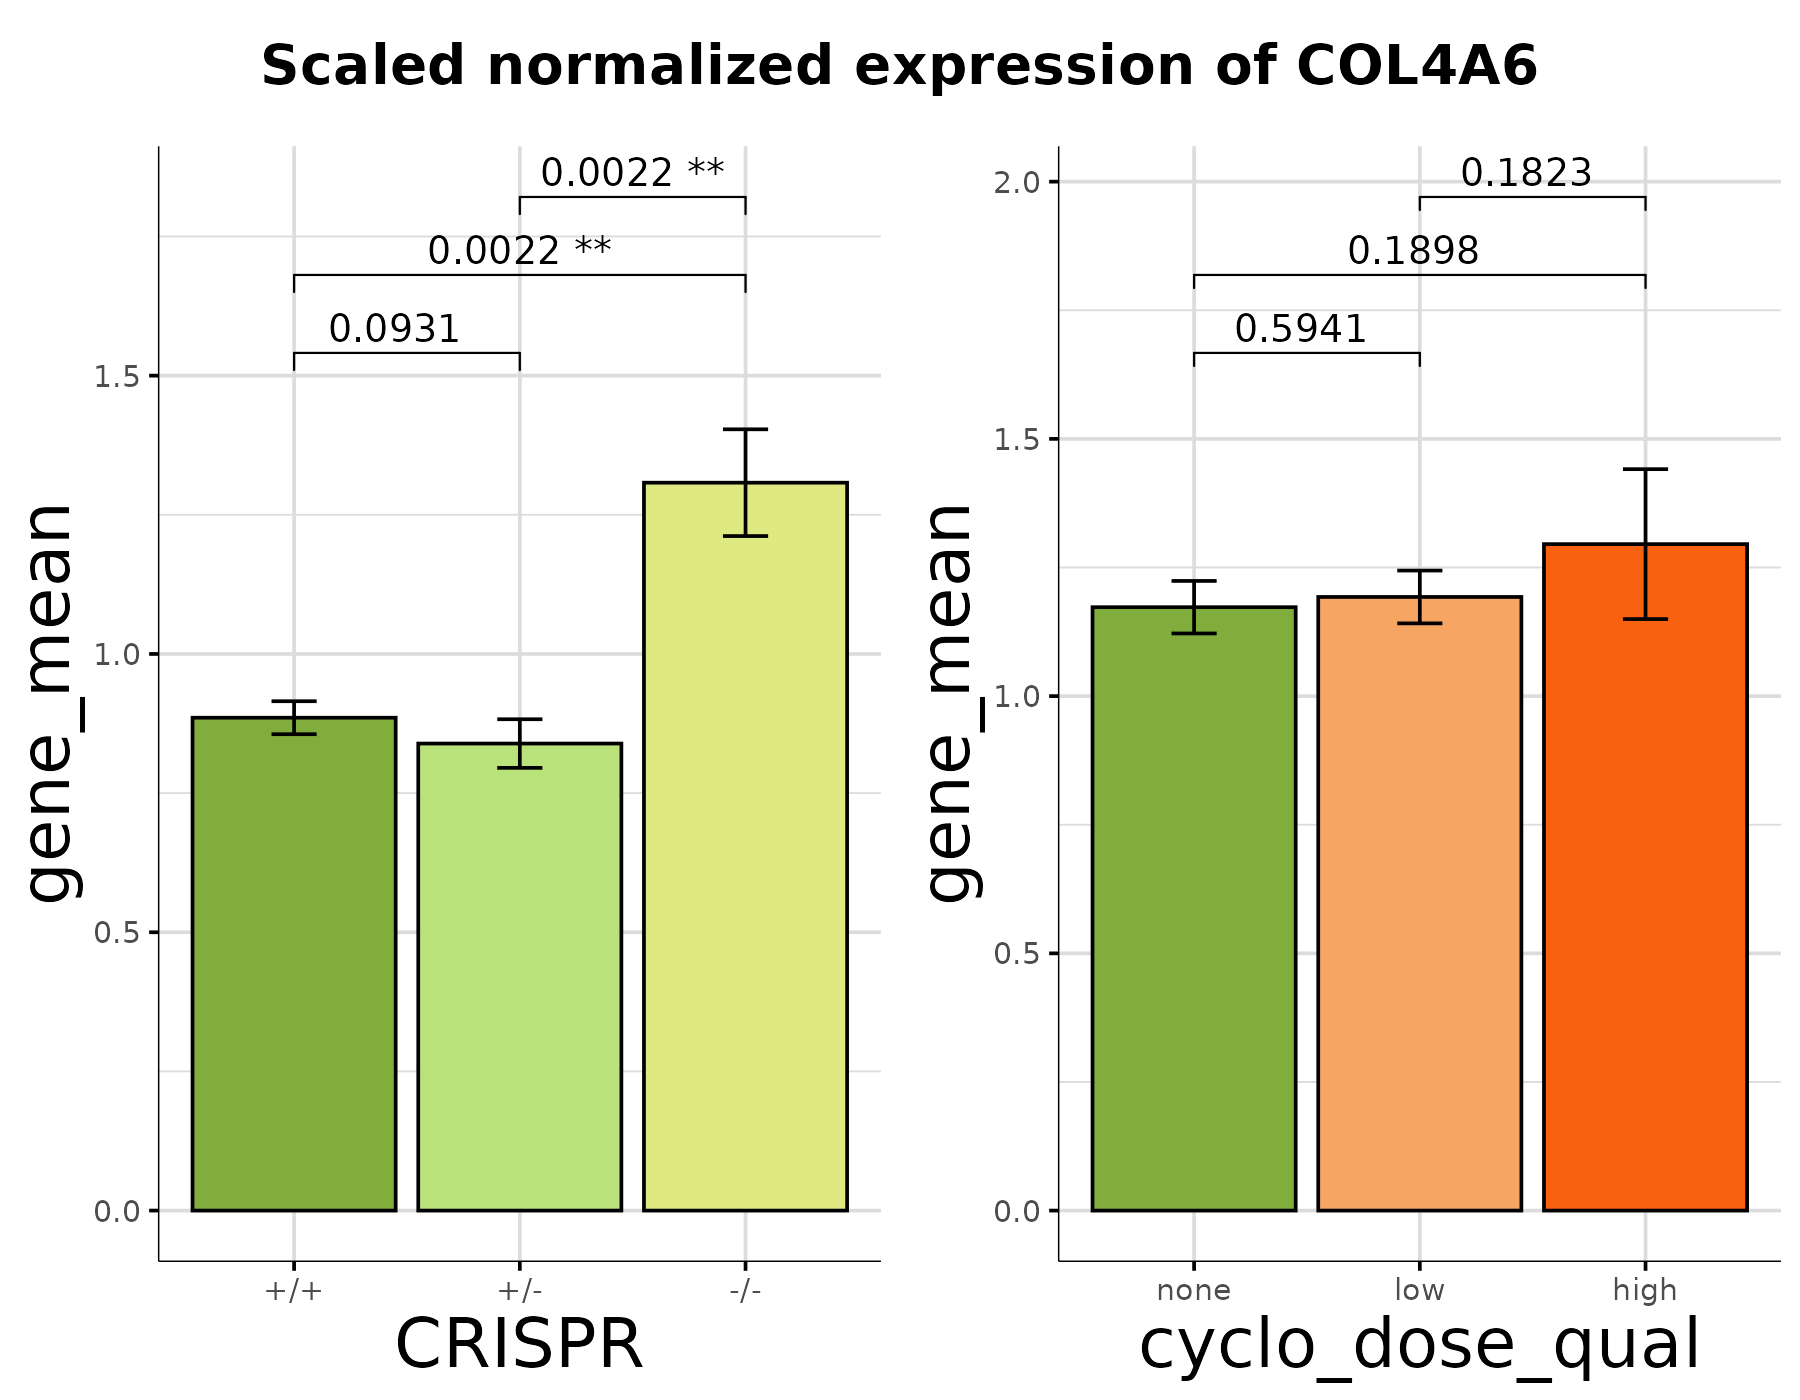 Scaled normalized expression of COL4A6
0.0022 **
0.0022 **
0.0931
1.5
1.0
0.5
0.0
gene_mean
+/+ +/- -/-
CRISPR
0.1823
0.1898
0.5941
2.0
1.5
1.0
0.5
0.0
gene_mean
none low high
cyclo_dose_qual